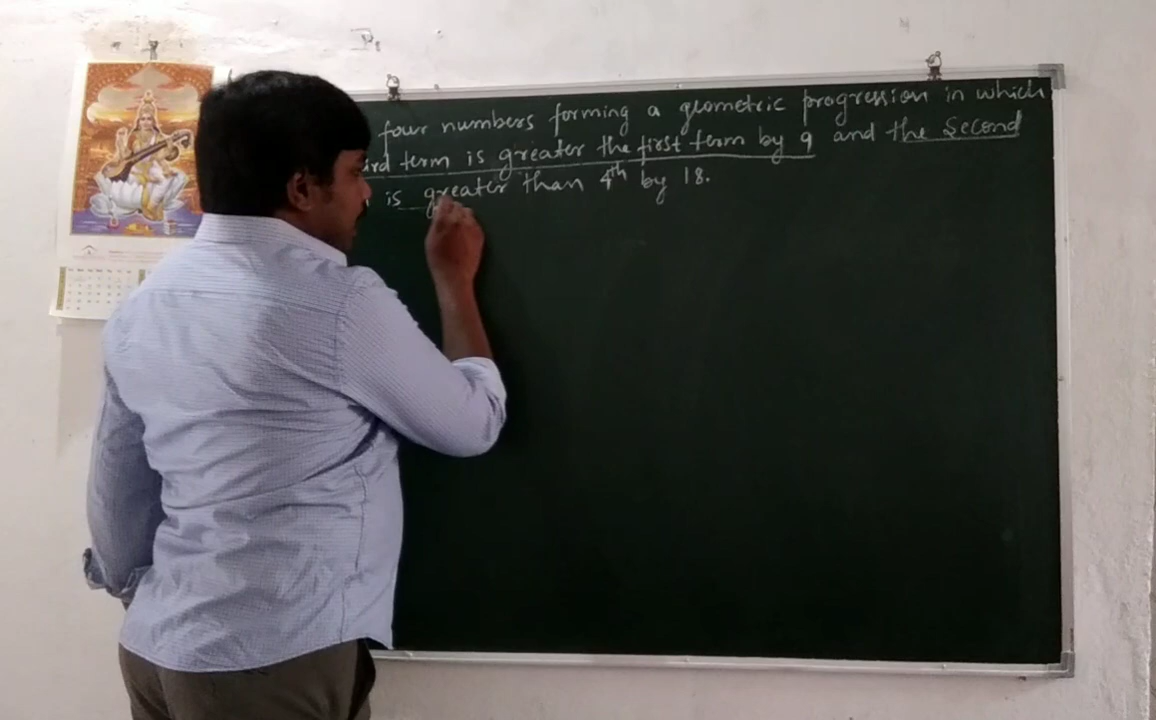 four numbers forming a geometric progression in which
term is greater the first term by 9 and the Second
is greater than 4th by 18.